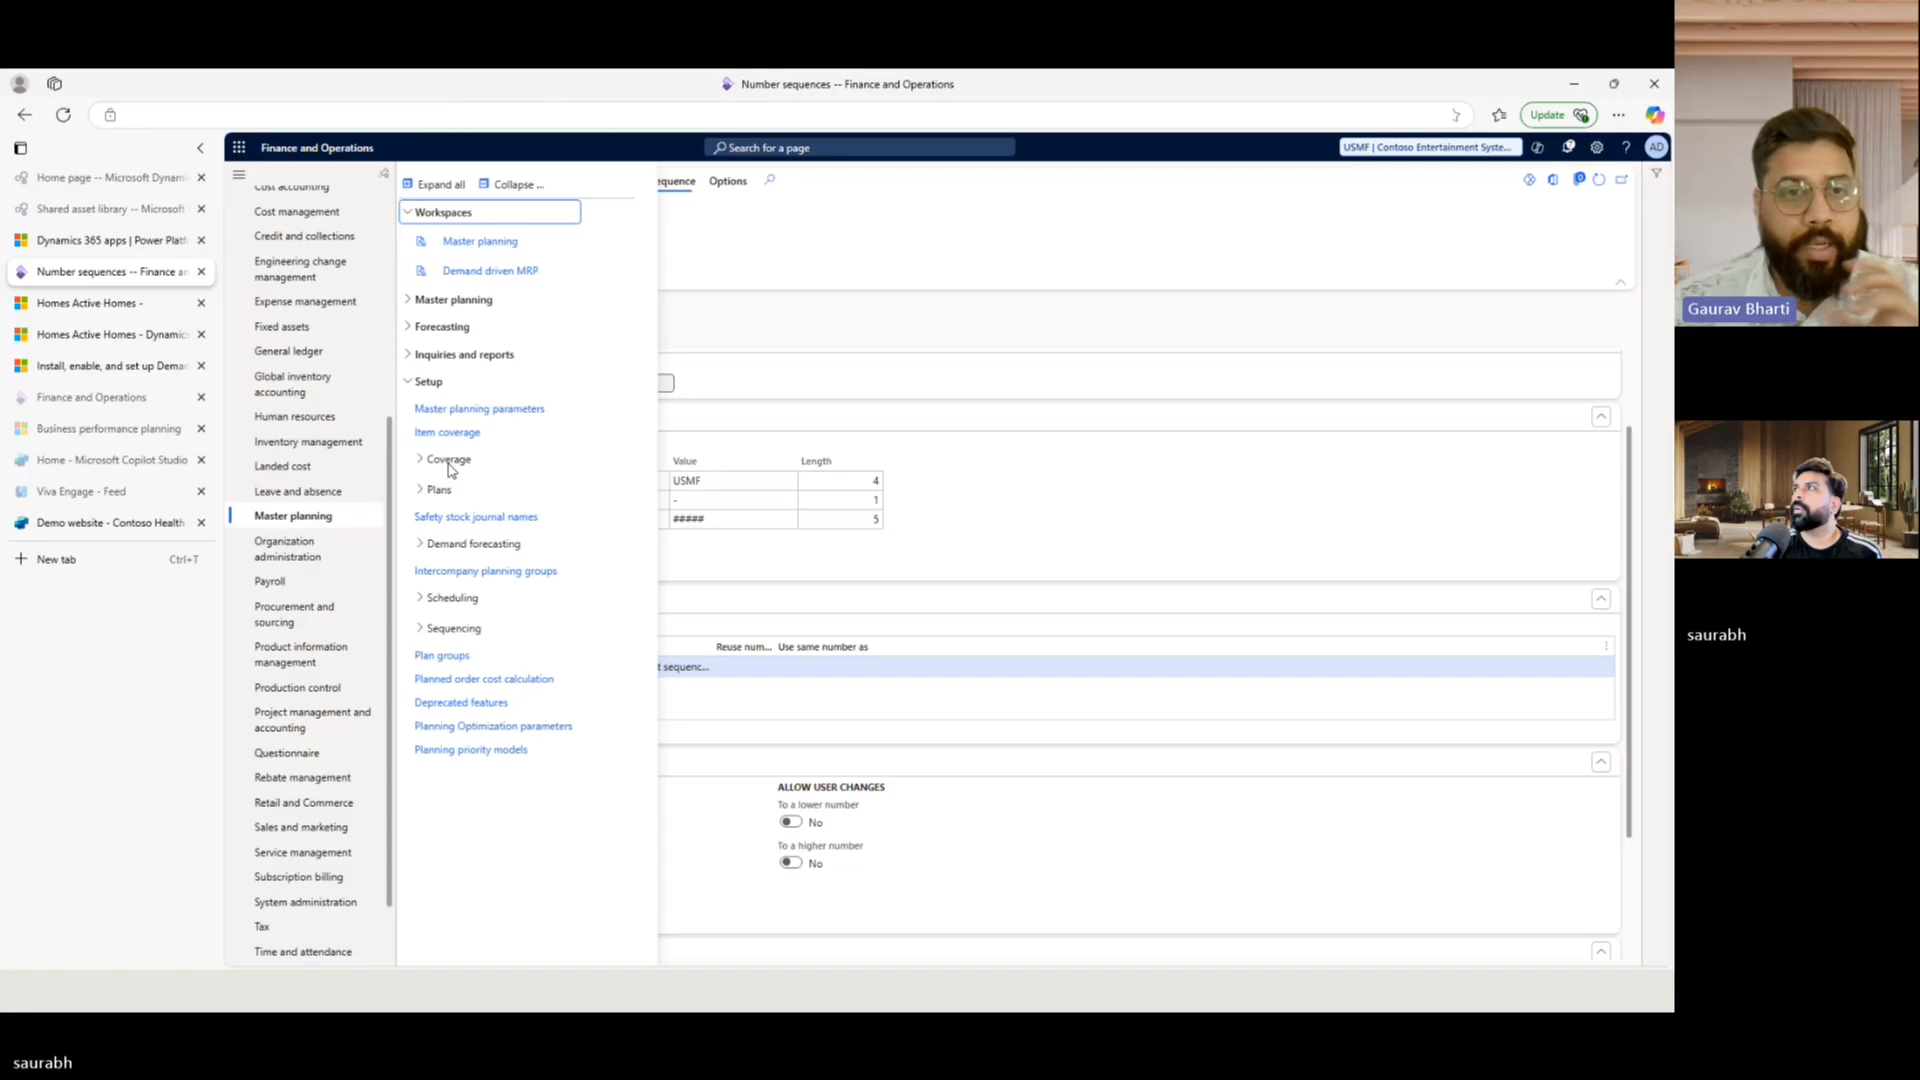 Number sequences -- Finance and Operations
Update
Finance and Operations
Search for a page
USMF | Contoso Entertainment Syste...
AD
Home page -- Microsoft Dynam
Shared asset library -- Microsoft
Dynamics 365 apps | Power Platf
Number sequences -- Finance an
Homes Active Homes -
Homes Active Homes - Dynamics
Install, enable, and set up Deman
Finance and Operations
Business performance planning
Home - Microsoft Copilot Studio
Viva Engage - Feed
Demo website - Contoso Health
New tab
Ctrl+T
Cost accounting
Cost management
Credit and collections
Engineering change
management
Expense management
Fixed assets
General ledger
Global inventory
accounting
Human resources
Inventory management
Landed cost
Leave and absence
Master planning
Organization
administration
Payroll
Procurement and
sourcing
Product information
management
Production control
Project management and
accounting
Questionnaire
Rebate management
Retail and Commerce
Sales and marketing
Service management
Subscription billing
System administration
Tax
Time and attendance
Expand all
Collapse ...
Workspaces
Master planning
Demand driven MRP
Master planning
Forecasting
Inquiries and reports
Setup
Master planning parameters
Item coverage
Coverage
Plans
Safety stock journal names
Demand forecasting
Intercompany planning groups
Scheduling
Sequencing
Plan groups
Planned order cost calculation
Deprecated features
Planning Optimization parameters
Planning priority models
equence
Options
Value
Length
USMF
4
-
1
#####
5
Reuse num...
Use same number as
t sequenc...
ALLOW USER CHANGES
To a lower number
No
To a higher number
No
Gaurav Bharti
saurabh
saurabh